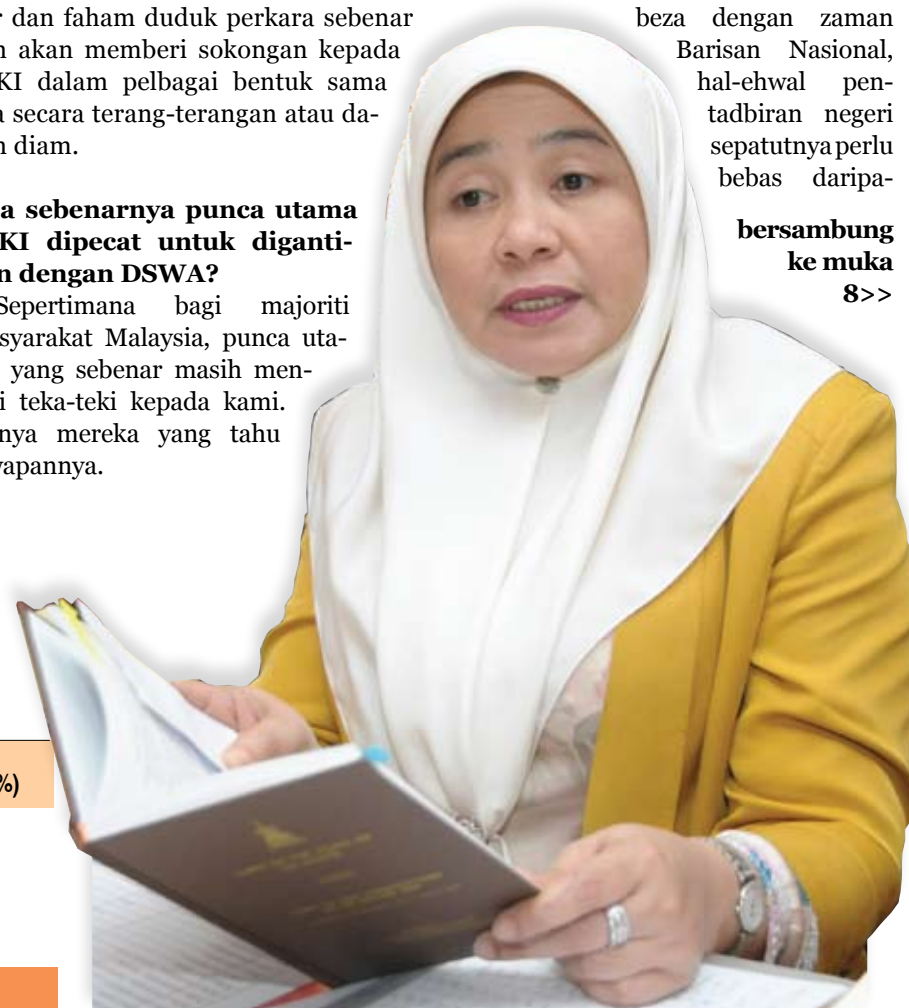 dan faham duduk perkara sebenar
akan memberi sokongan kepada
KI dalam pelbagai bentuk sama
secara terang-terangan atau da-
diam.
sebenarnya punca utama
KI dipecat untuk diganti-
dengan DSWA?
Sepertimana bagi majoriti
syarakat Malaysia, punca uta-
yang sebenar masih men-
teka-teki kepada kami.
nya mereka yang tahu
apannya.
%)
beza dengan zaman
Barisan Nasional,
hal-ehwal pen-
tadbiran negeri
sepatutnya perlu
bebas daripa-
bersambung
ke muka
8>>